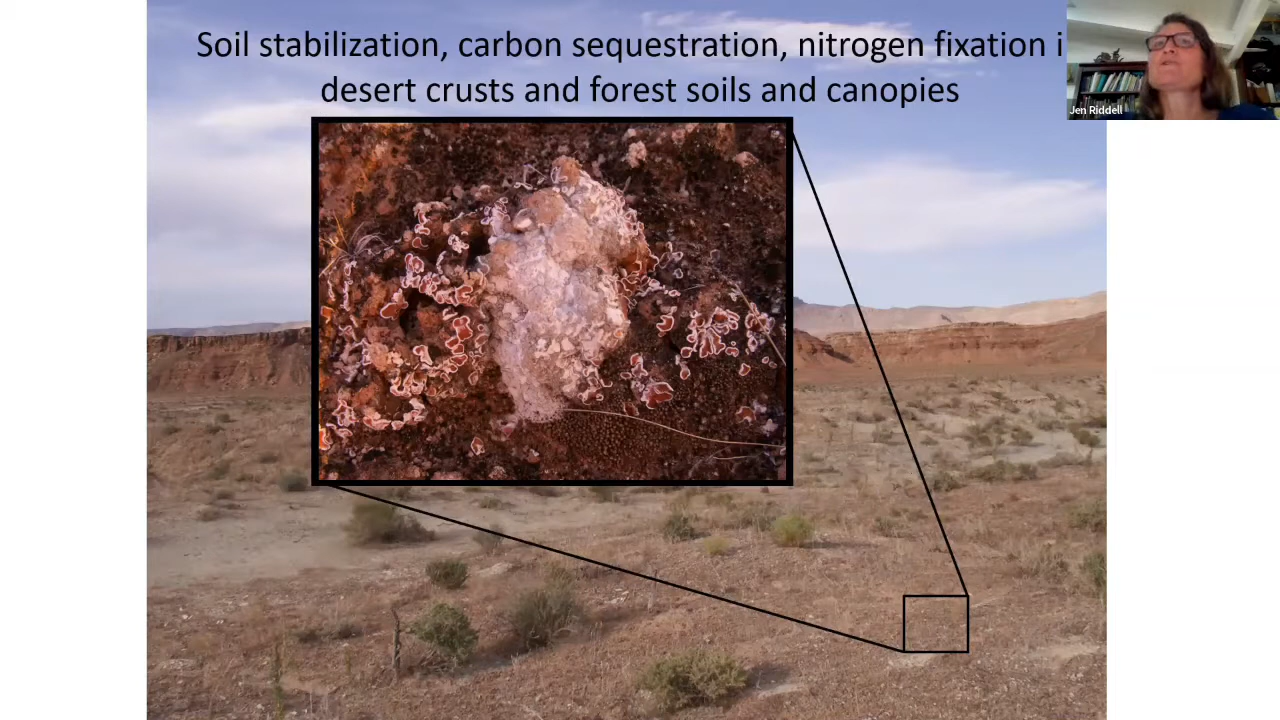 Soil stabilization, carbon sequestration, nitrogen fixation i
desert crusts and forest soils and canopies
Jen Riddell